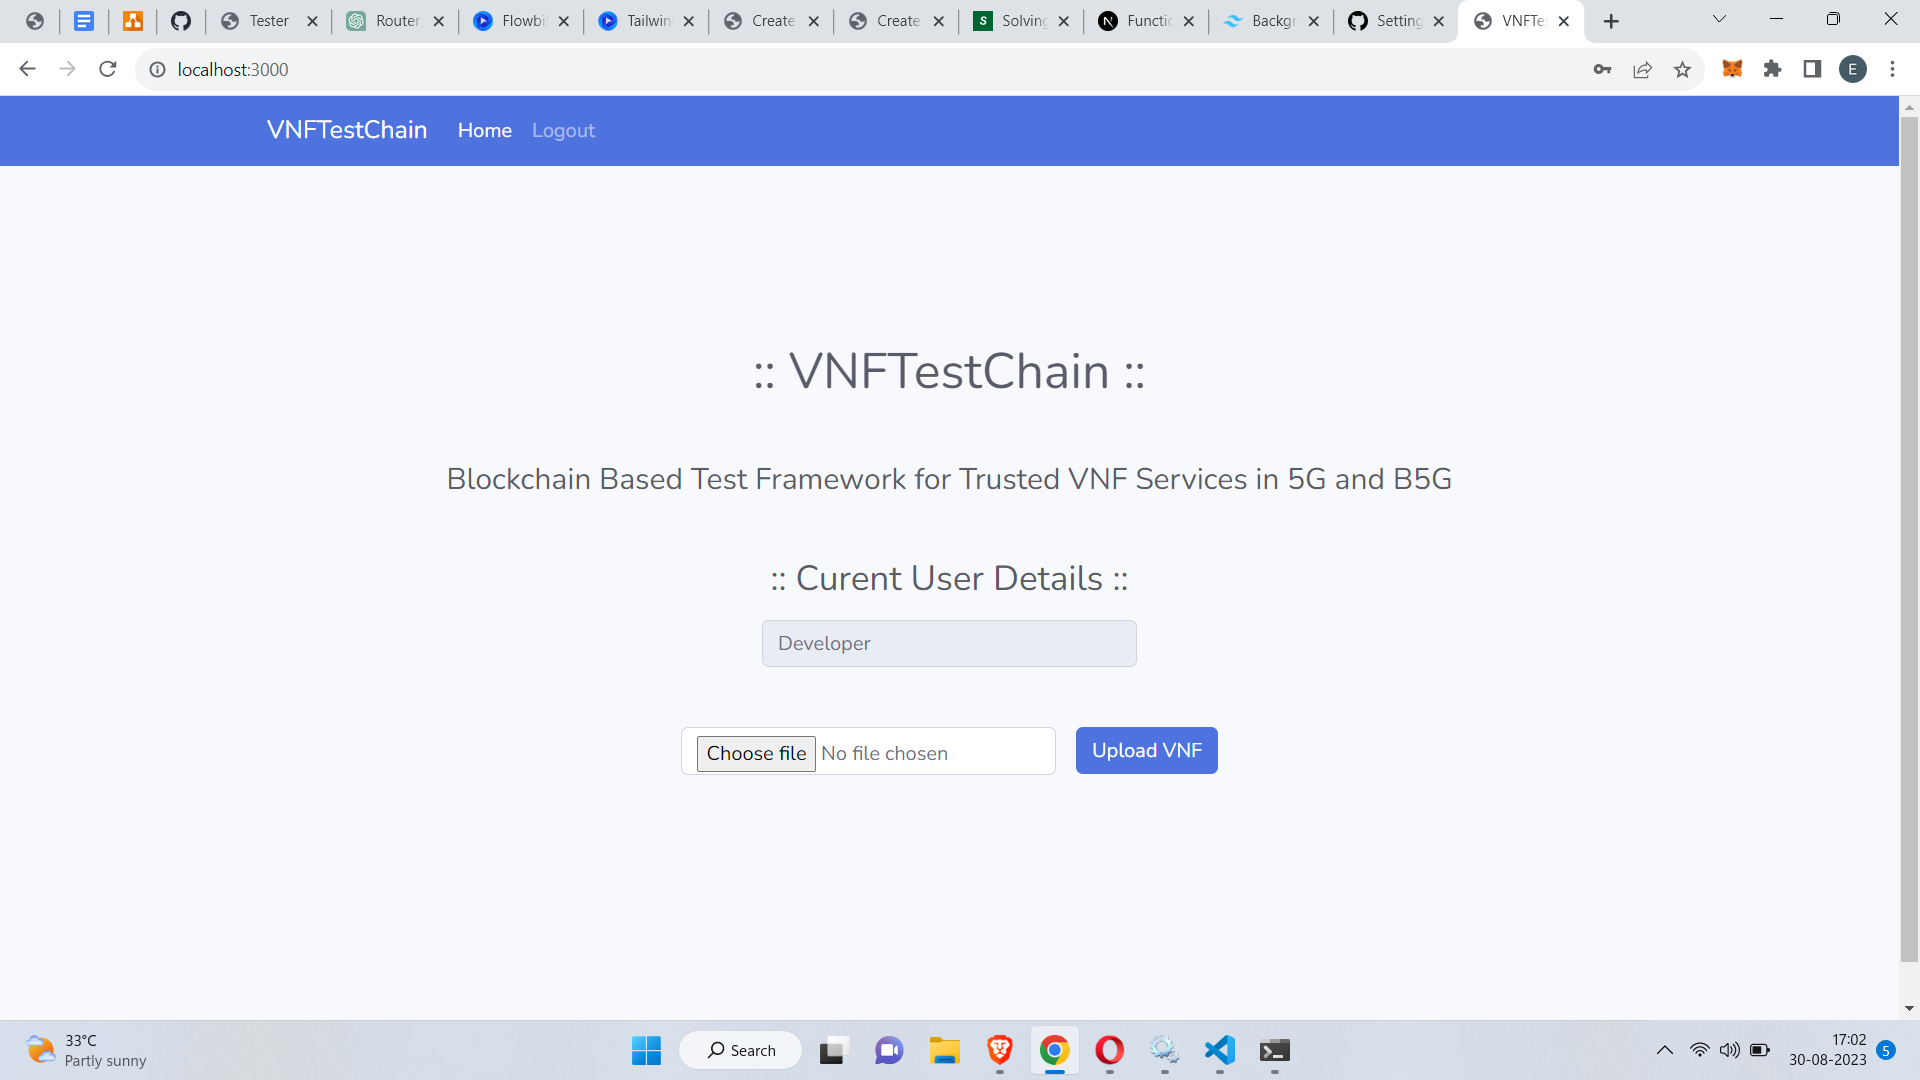 Tester
Router
Flowbi
Tailwin
Create
Create
S
Solving
N
Functio
Backgr
Setting
VNFTes
localhost:3000
E
VNFTestChain
Home
Logout
:: VNFTestChain ::
Blockchain Based Test Framework for Trusted VNF Services in 5G and B5G
:: Curent User Details ::
Developer
Choose file
No file chosen
Upload VNF
33°C
Partly sunny
Search
17:02
30-08-2023
5